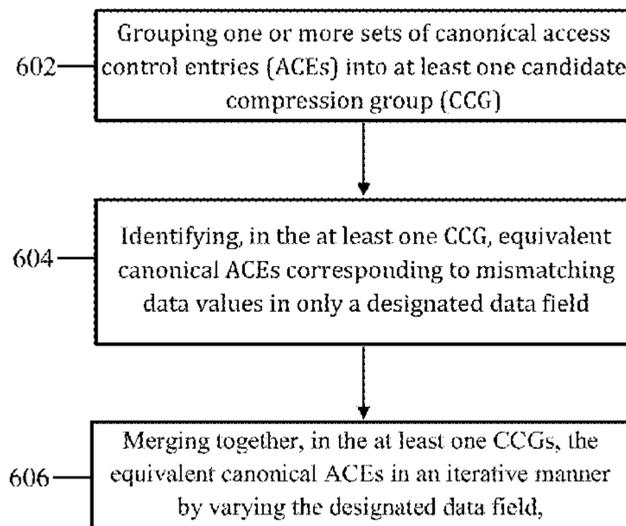 Grouping one or more sets of canonical access
602
control entries (ACEs) into at least one candidate
compression group (CCG)
Identifying, in the at least one CCG, equivalent
604
canonical ACEs corresponding to mismatching
data values in only a designated data field
Merging together, in the at least one CCGs, the
equivalent canonical ACEs in an iterative manner
606
by varying the designated data field,